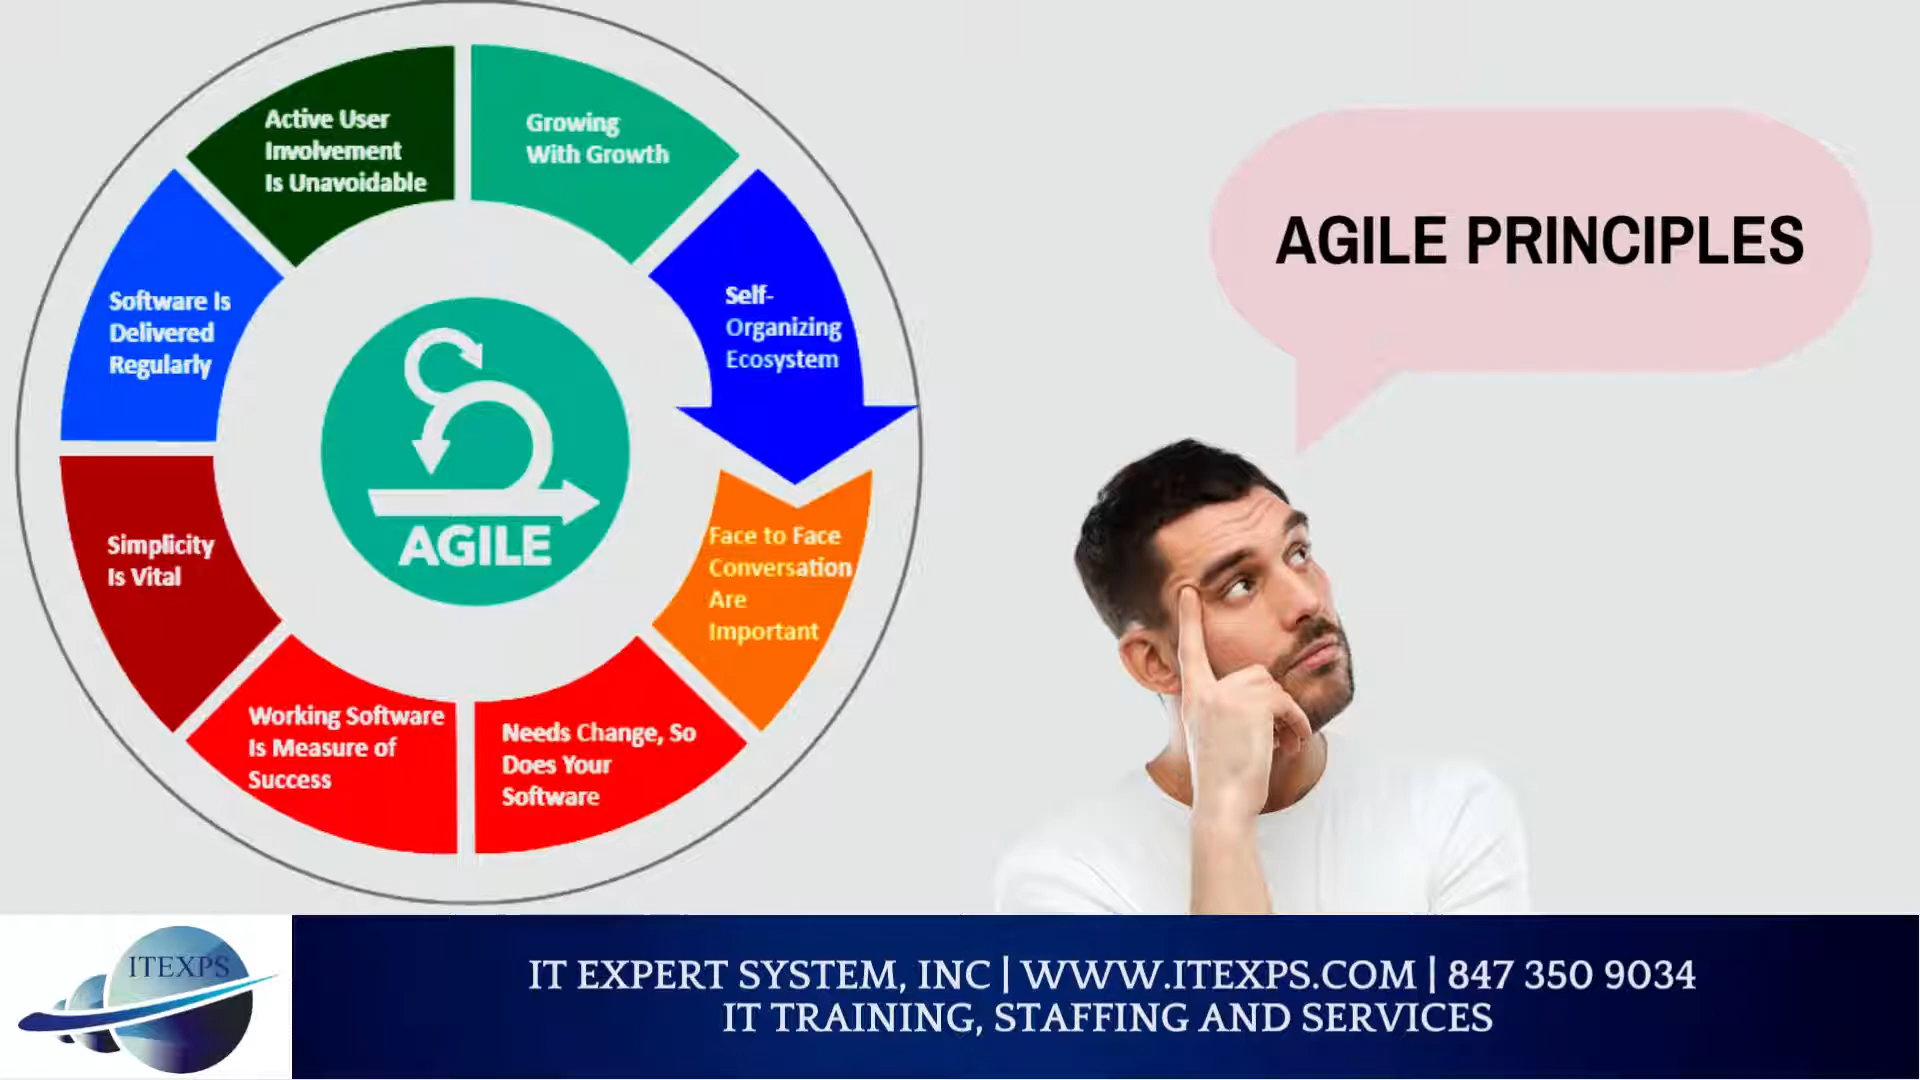 Active User
Involvement
Is Unavoidable
Growing
With Growth
Self-
Organizing
Ecosystem
Face to Face
Conversation
Are
Important
Needs Change, So
Does Your
Software
Working Software
Is Measure of
Success
Simplicity
Is Vital
Software Is
Delivered
Regularly
AGILE
AGILE PRINCIPLES
ITEXPS
IT EXPERT SYSTEM, INC | WWW.ITEXPS.COM | 847 350 9034
IT TRAINING, STAFFING AND SERVICES